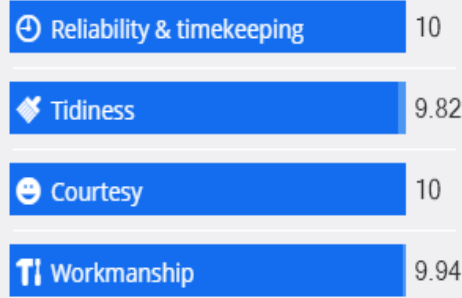 Reliability & timekeeping 10
Tidiness 9.82
Courtesy 10
Workmanship 9.94